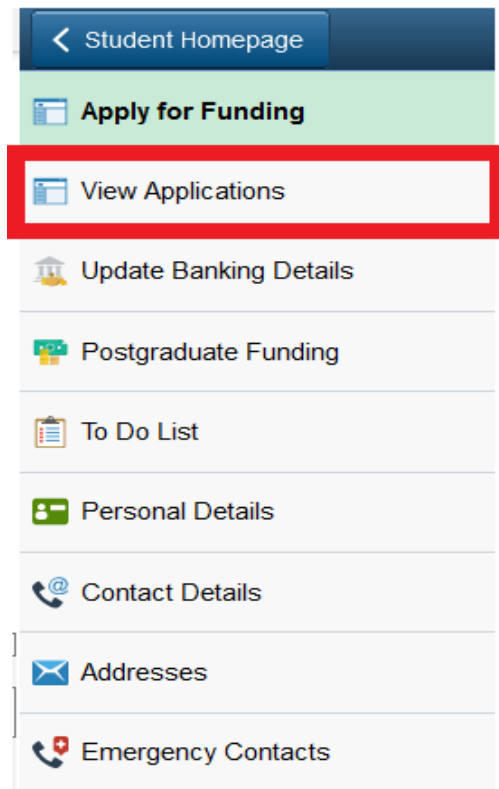 Student Homepage
Apply for Funding
View Applications
Update Banking Details
Postgraduate Funding
To Do List
Personal Details
Contact Details
Addresses
Emergency Contacts